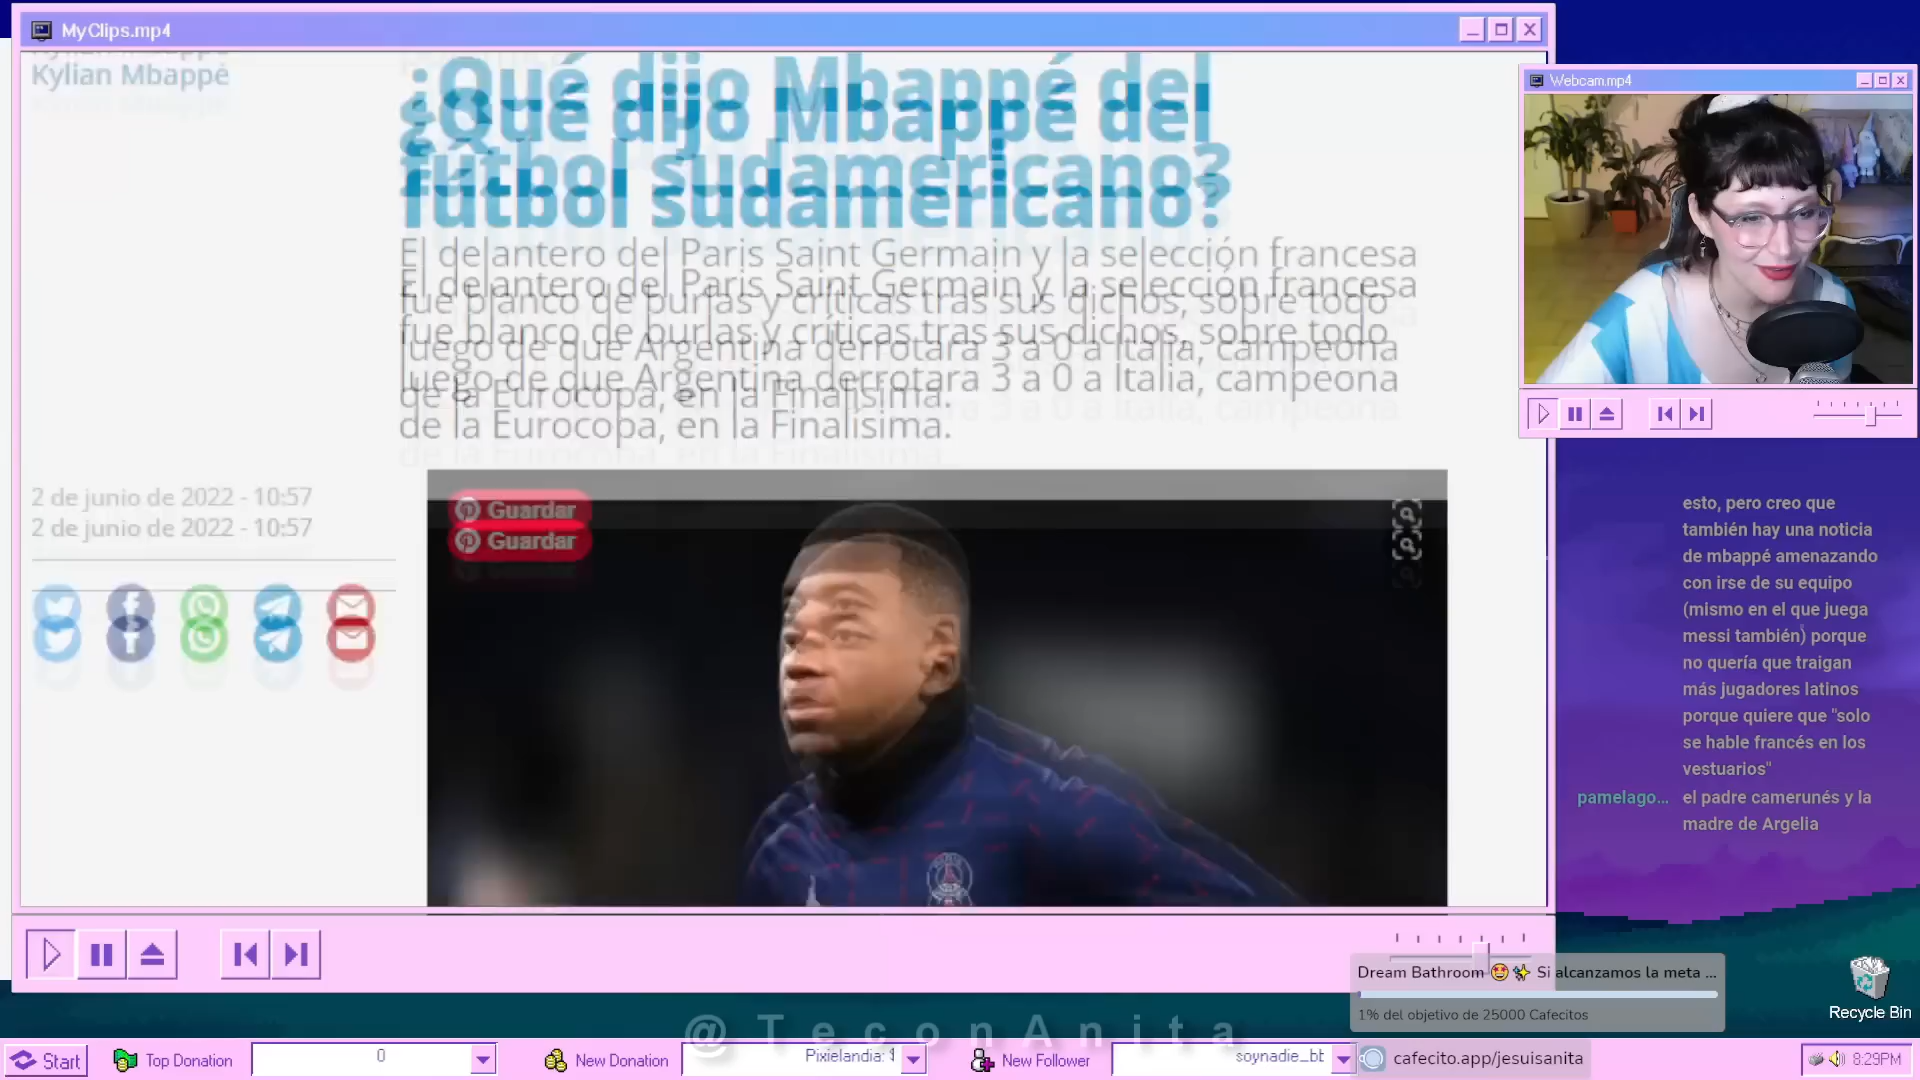 MyClips.mp4
Kylian Mbappé
¿Qué dijo Mbappé del
fútbol sudamericano?
El delantero del Paris Saint Germain y la selección francesa
fue blanco de burlas y críticas tras sus dichos, sobre todo
luego de que Argentina derrotara 3 a 0 a Italia, campeona
de la Eurocopa, en la Finalísima.
2 de junio de 2022 - 10:57
Guardar
Webcam.mp4
esto, pero creo que
también hay una noticia
de mbappé amenazando
con irse de su equipo
(mismo en el que juega
messi también) porque
no quería que traigan
más jugadores latinos
porque quiere que "solo
se hable francés en los
vestuarios"
pamelago... el padre camerunés y la
madre de Argelia
Dream Bathroom 🤩✨ Si alcanzamos la meta ...
1% del objetivo de 25000 Cafecitos
Recycle Bin
@TeconAnita
Start
Top Donation
0
New Donation
Pixielandia: $
New Follower
soynadie_bt
cafecito.app/jesuisanita
8:29PM